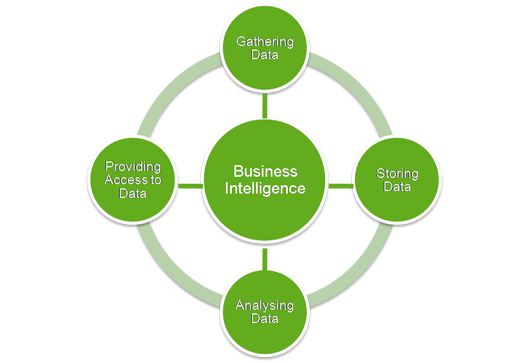 Gathering
Data
Providing
Access to
Data
Business
Intelligence
Storing
Data
Analysing
Data